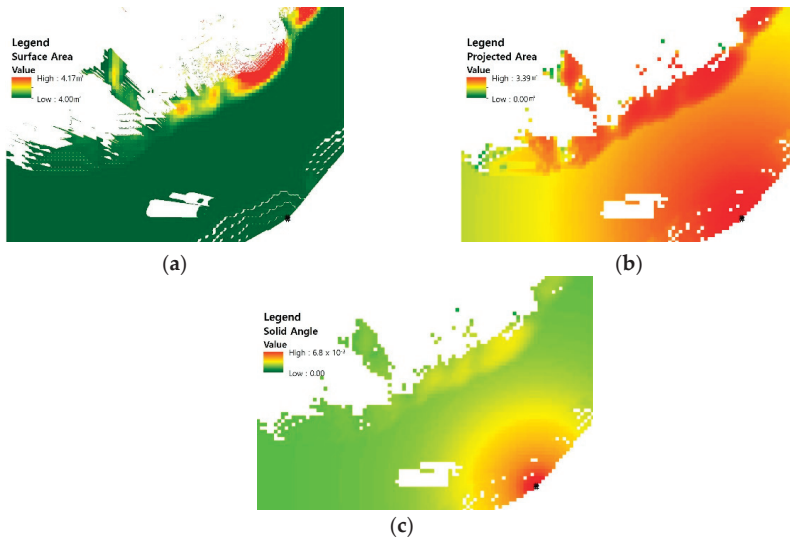 Legend
Surface Area
Value
High : 4.17㎡
Low : 4.00㎡
(a)
Legend
Projected Area
Value
High : 3.39㎡
Low : 0.00㎡
(b)
Legend
Solid Angle
Value
High : 6.8 x 10⁻³
Low : 0.00
(c)